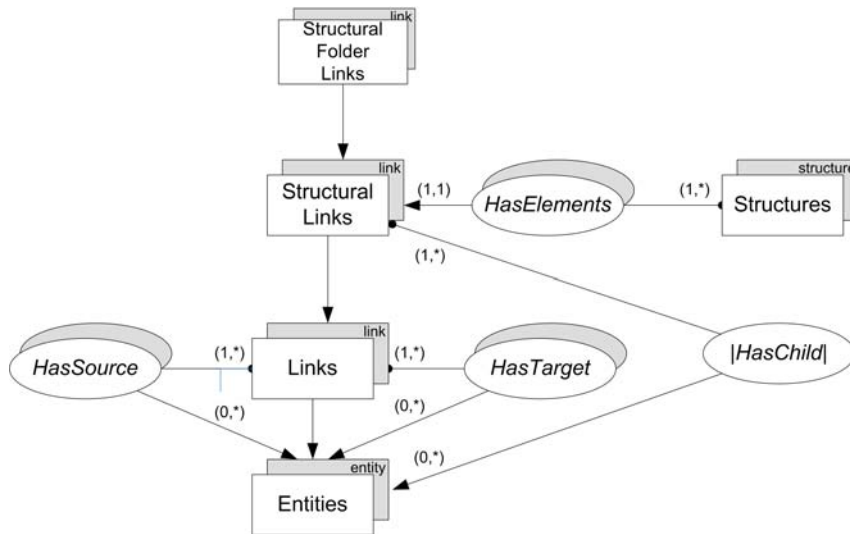 link
Structural
Folder
Links
link
Structural
Links
(1,1)
HasElements
(1,*)
structure
Structures
(1,*)
HasSource
(1,*)
link
Links
(1,*)
HasTarget
|HasChild|
(0,*)
(0,*)
(0,*)
entity
Entities